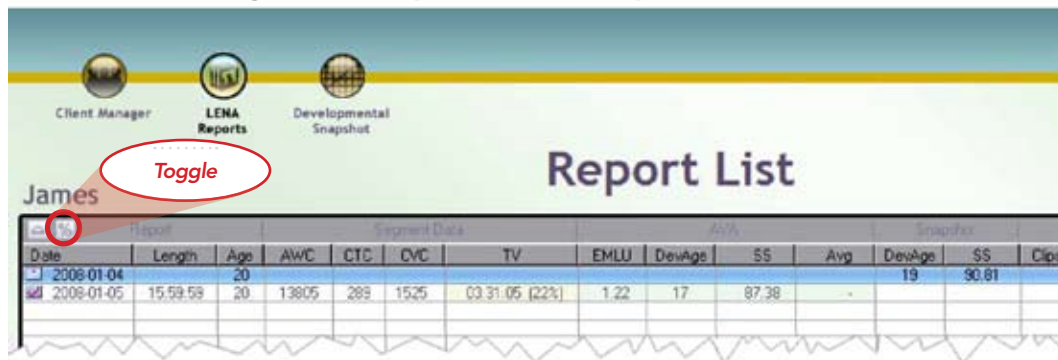 Client Manager
LENA Reports
Developmental Snapshot
Toggle
Report List
James
% Report Segment Data AVA Snapshot
Date Length Age AWC CTC CVC TV EMLU DevAge SS Avg DevAge SS Clips
2008-01-04 20 19 90.81
2008-01-05 15:59:59 20 13805 289 1525 03:31:05 (22%) 1.22 17 87.38 -